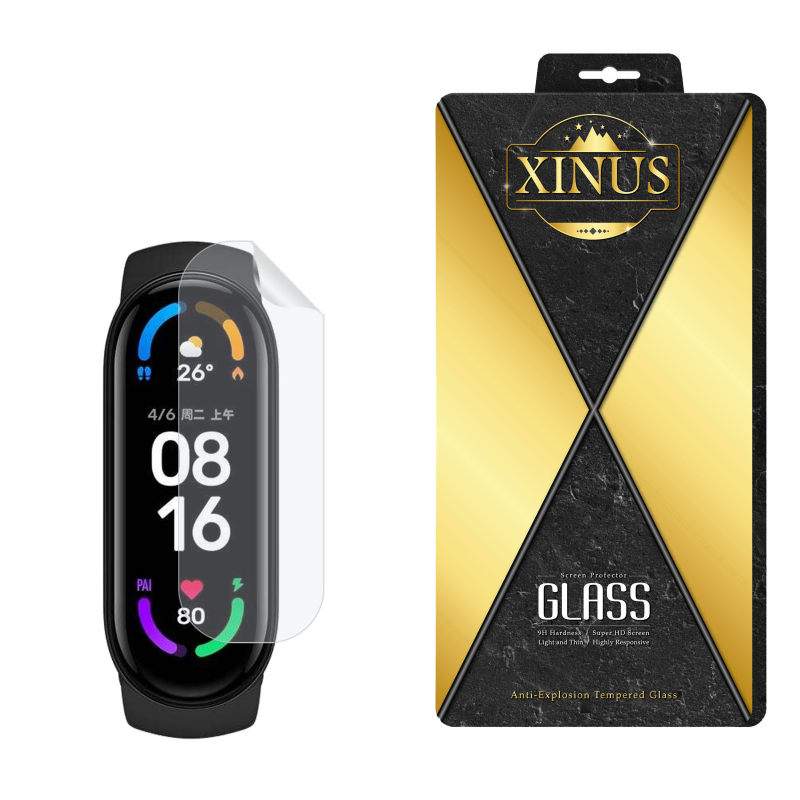 26°
4/6 周二 上午
08
16
PAI
80
XINUS
Screen Profector
GLASS
9H Hardness / Super HD Screen
Light and Thin / Highly Responsive
Anti-Explosion Tempered Glass